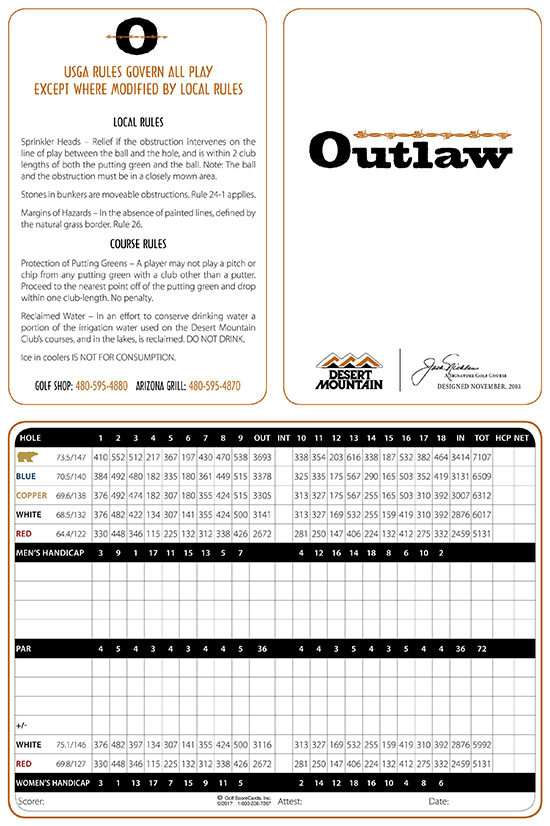 O
USGA RULES GOVERN ALL PLAY
EXCEPT WHERE MODIFIED BY LOCAL RULES
LOCAL RULES
Sprinkler Heads – Relief if the obstruction intervenes on the
line of play between the ball and the hole, and is within 2 club
lengths of both the putting green and the ball. Note: The ball
and the obstruction must be in a closely mown area.
Stones in bunkers are moveable obstructions. Rule 24-1 applies.
Margins of Hazards – In the absence of painted lines, defined by
the natural grass border. Rule 26.
COURSE RULES
Protection of Putting Greens – A player may not play a pitch or
chip from any putting green with a club other than a putter.
Proceed to the nearest point off of the putting green and drop
within one club-length. No penalty.
Reclaimed Water – In an effort to conserve drinking water a
portion of the irrigation water used on the Desert Mountain
Club's courses, and in the lakes, is reclaimed. DO NOT DRINK.
Ice in coolers IS NOT FOR CONSUMPTION.
GOLF SHOP: 480-595-4880 ARIZONA GRILL: 480-595-4870
Outlaw
DESERT
MOUNTAIN
Jack Nicklaus
A SIGNATURE GOLF COURSE
DESIGNED NOVEMBER, 2003
HOLE 1 2 3 4 5 6 7 8 9 OUT INT 10 11 12 13 14 15 16 17 18 IN TOT HCP NET
73.5/147 410 552 512 217 367 197 430 470 538 3693 338 354 203 616 338 187 532 382 464 3414 7107
BLUE 70.5/140 384 492 480 182 335 180 361 449 515 3378 325 335 175 567 290 165 503 352 419 3131 6509
COPPER 69.6/138 376 492 474 182 307 180 355 424 515 3305 313 327 175 567 255 165 503 310 392 3007 6312
WHITE 68.5/132 376 482 422 134 307 141 355 424 500 3141 313 327 169 532 255 159 419 310 392 2876 6017
RED 64.4/122 330 448 346 115 225 132 312 338 426 2672 281 250 147 406 224 132 412 275 332 2459 5131
MEN'S HANDICAP 3 9 1 17 11 15 13 5 7 4 12 16 14 18 8 6 10 2
PAR 4 5 4 3 4 3 4 4 5 36 4 4 3 5 4 3 5 4 4 36 72
+/-
WHITE 75.1/146 376 482 397 134 307 141 355 424 500 3116 313 327 169 532 255 159 419 310 392 2876 5992
RED 69.8/127 330 448 346 115 225 132 312 338 426 2672 281 250 147 406 224 132 412 275 332 2459 5131
WOMEN'S HANDICAP 3 1 13 17 7 15 9 11 5 2 14 12 18 16 10 4 8 6
Scorer: © Golf ScoreCards, Inc. Attest: Date:
9/2017 1-800-238-7267